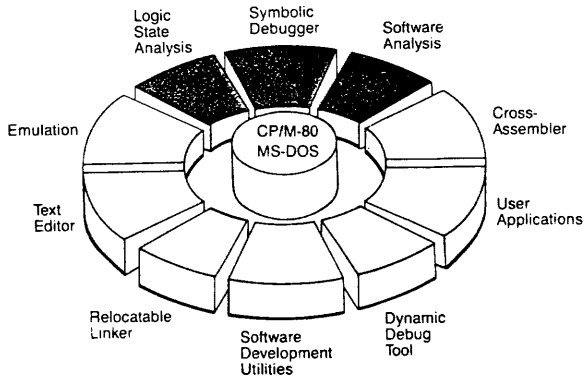 Logic
State
Analysis
Symbolic
Debugger
Software
Analysis
Emulation
CP/M-80
MS-DOS
Cross-
Assembler
Text
Editor
User
Applications
Relocatable
Linker
Software
Development
Utilities
Dynamic
Debug
Tool